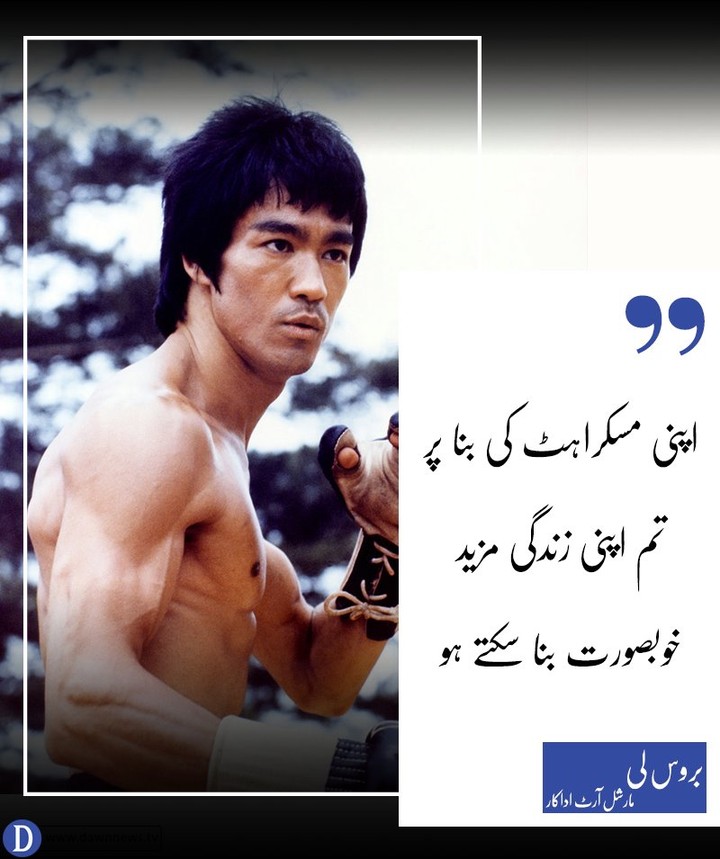 اپنی مسکراہٹ کی بنا پر
تم اپنی زندگی مزید
خوبصورت بنا سکتے ہو
بروس لی
مارشل آرٹ اداکار
D